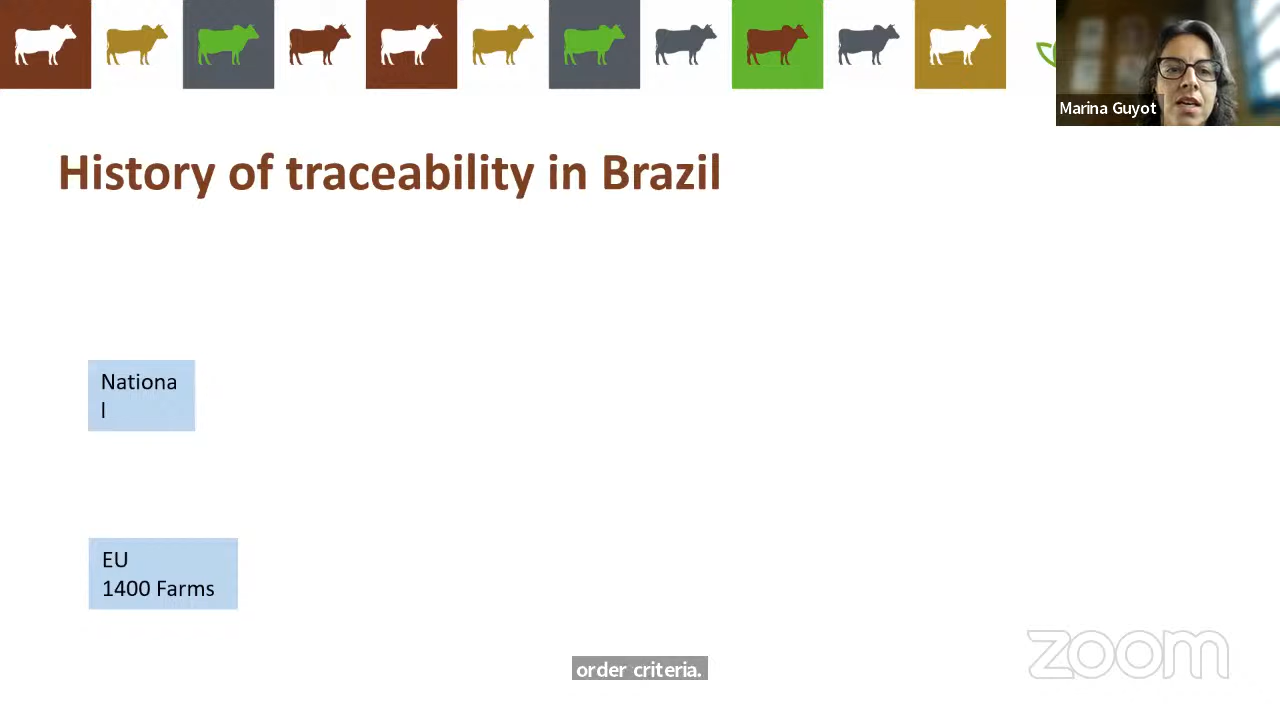 Marina Guyot
History of traceability in Brazil
Nationa
l
EU
1400 Farms
order criteria.
zoom